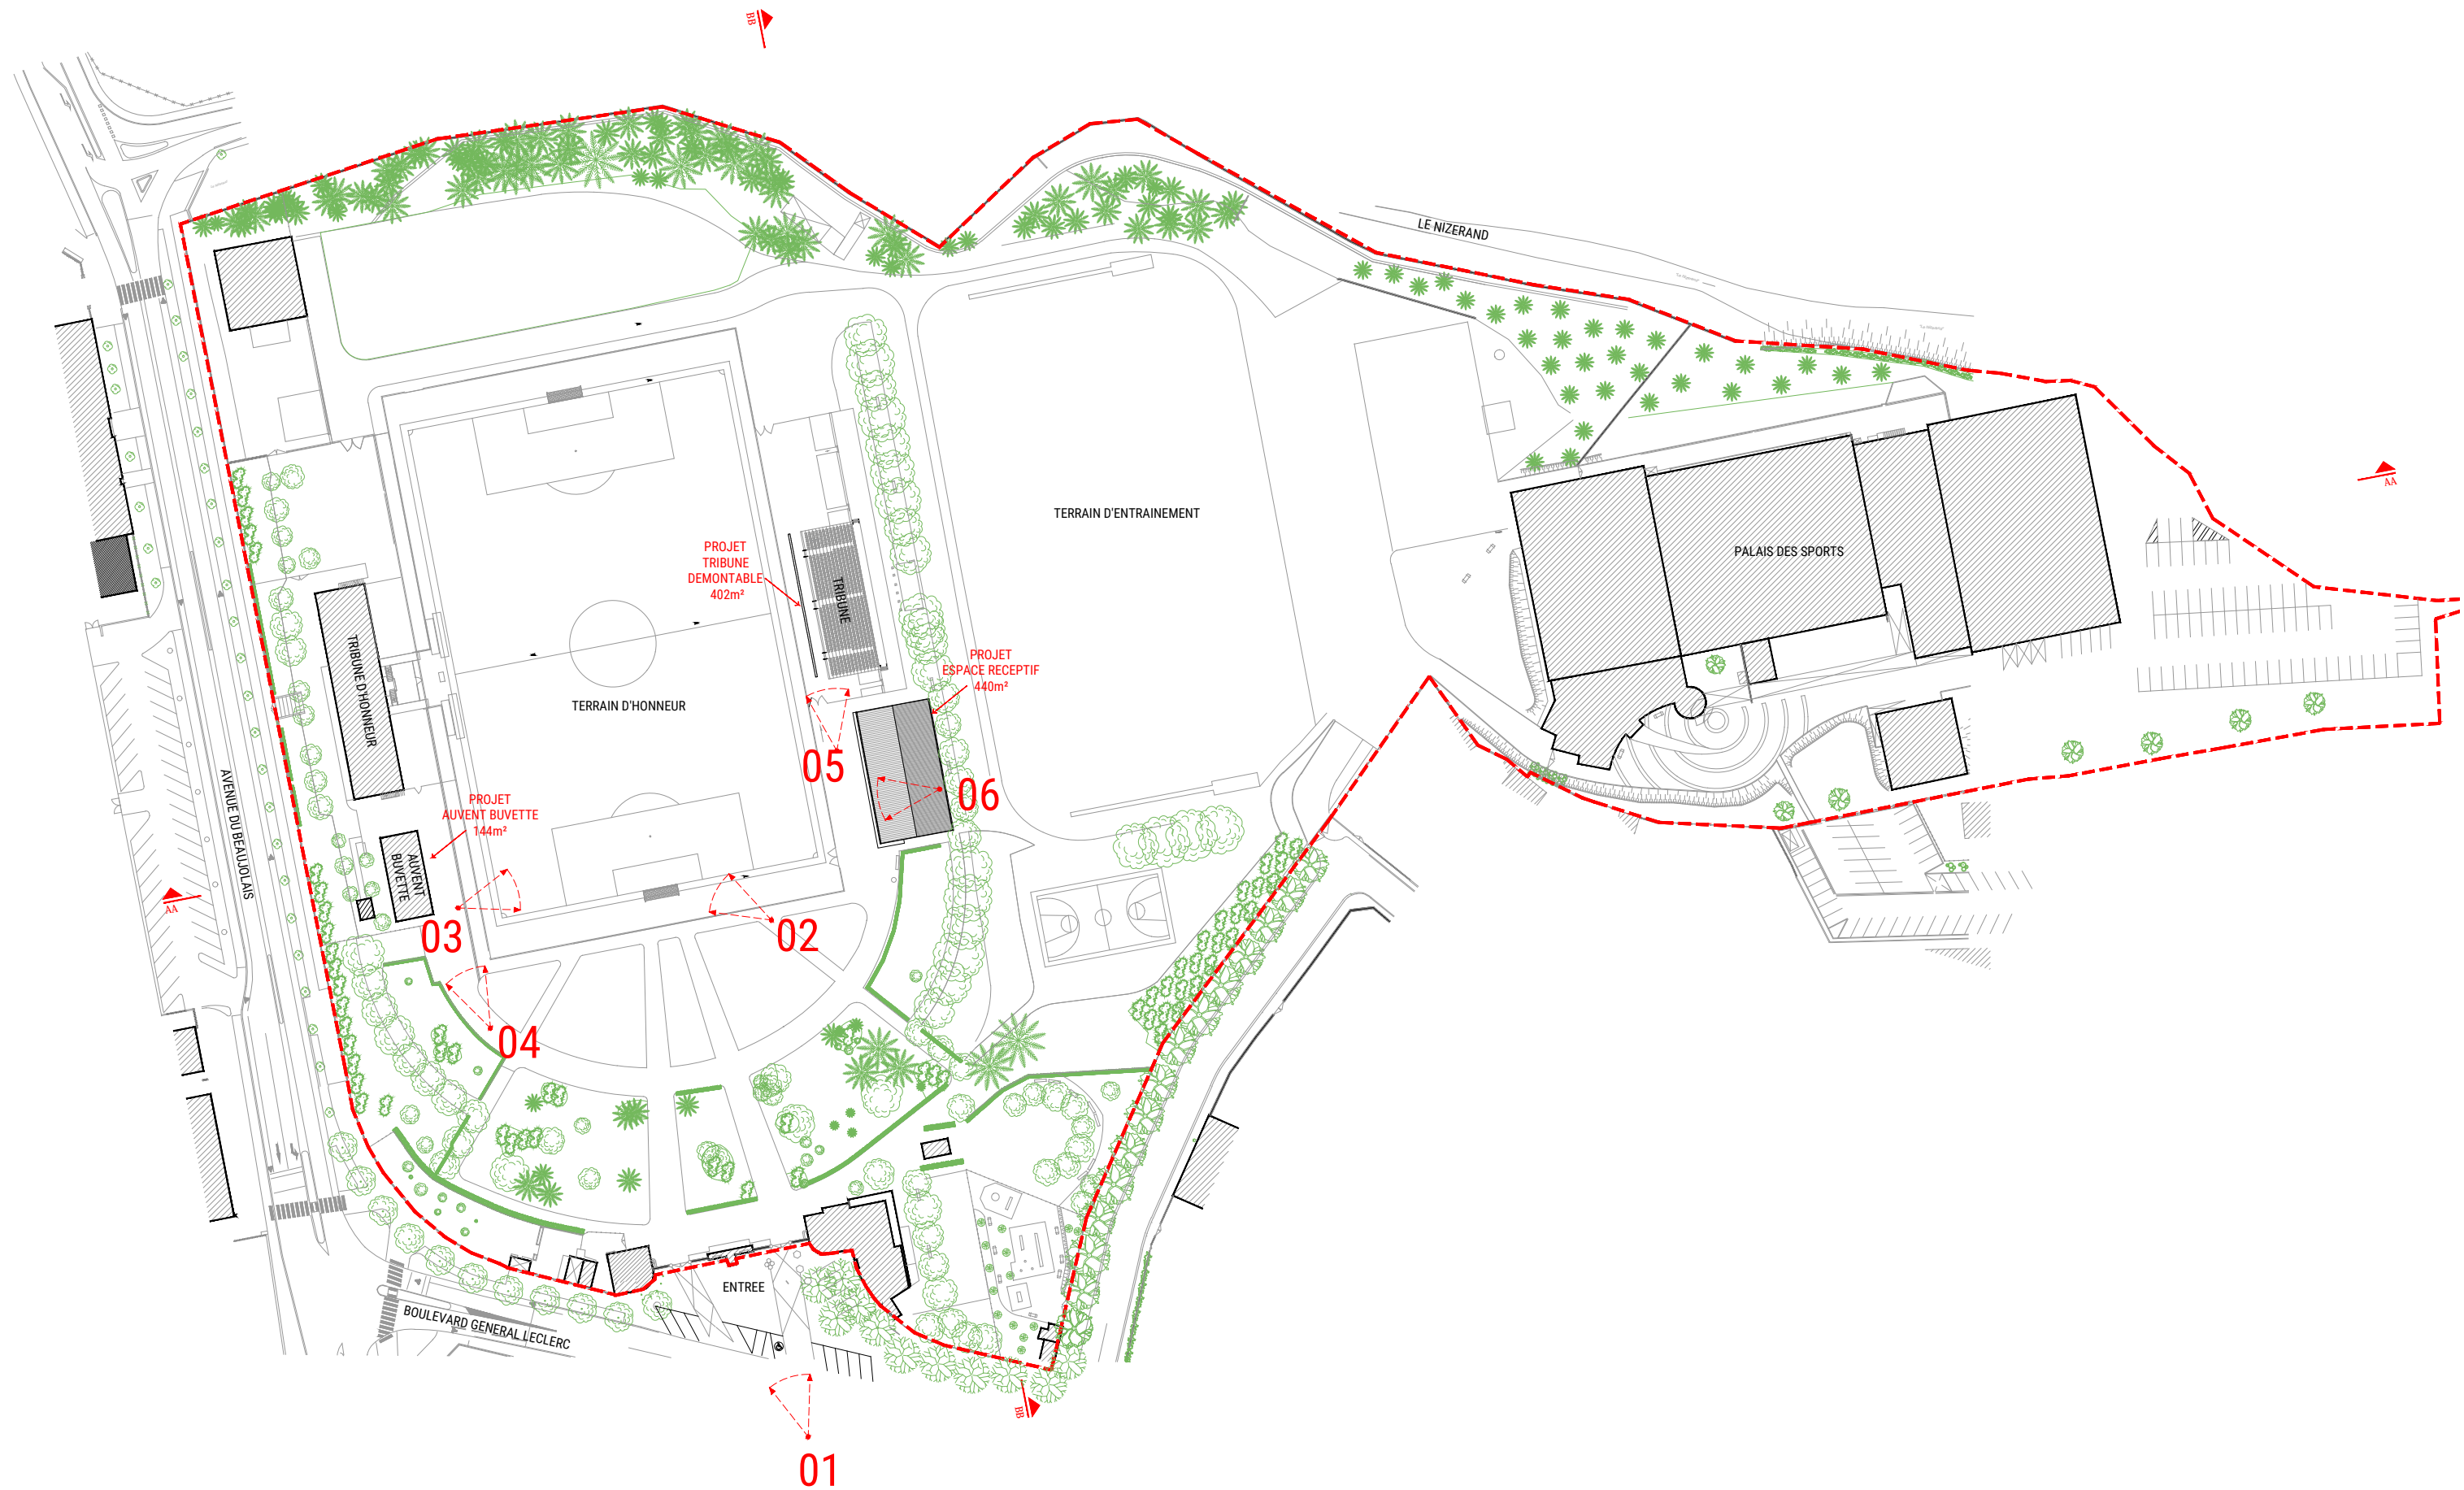 BB
LE NIZERAND
AA
TERRAIN D'ENTRAINEMENT
PALAIS DES SPORTS
PROJET
TRIBUNE
DEMONTABLE
402m²
TRIBUNE
TRIBUNE D'HONNEUR
PROJET
ESPACE RECEPTIF
440m²
TERRAIN D'HONNEUR
05
06
PROJET
AUVENT BUVETTE
144m²
AVENUE DU BEAUJOLAIS
AUVENT
BUVETTE
AA
03
02
04
ENTREE
BOULEVARD GENERAL LECLERC
BB
01